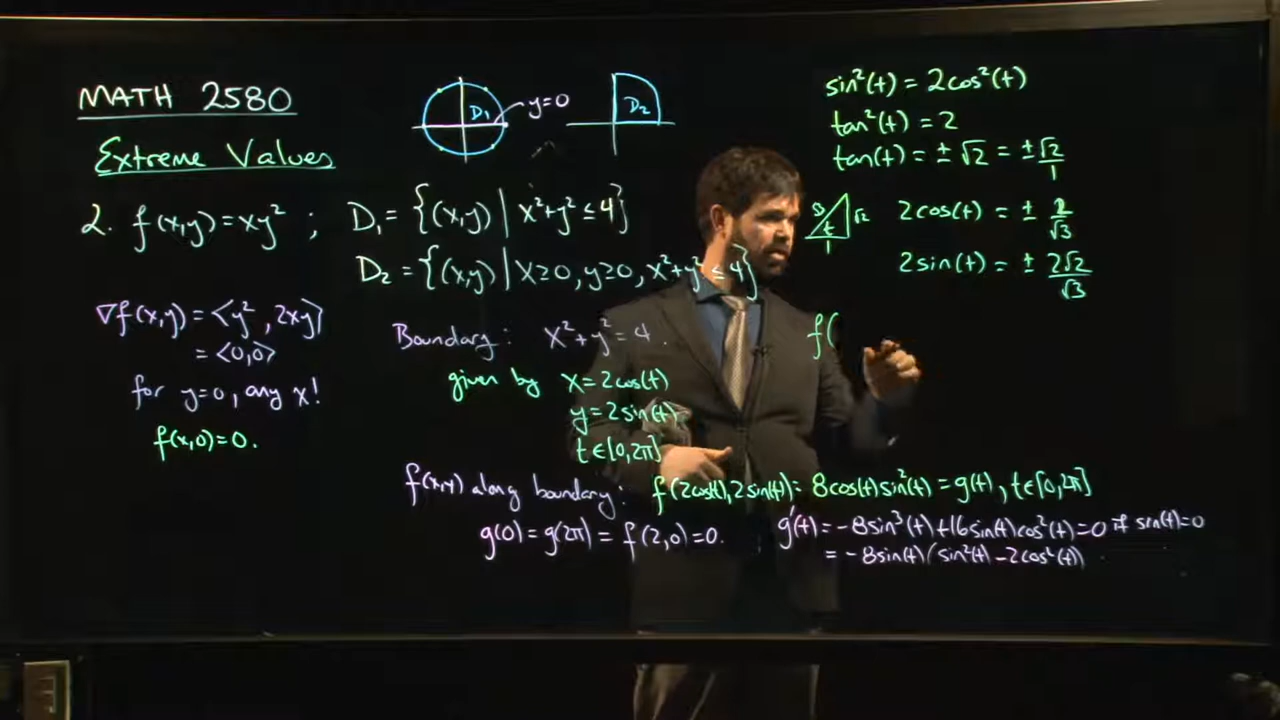 MATH 2580
Extreme Values
D₁
y=0
D₂
2. f(x,y)=xy² ; D₁ = {(x,y) | x²+y² ≤ 4}
D₂ = {(x,y) | x≥0, y≥0, x²+y² ≤ 4}
∇f(x,y) = <y², 2xy>
= <0,0>
for y=0, any x!
f(x,0)=0.
Boundary: x²+y²=4.
given by x=2cos(t)
y=2sin(t)
t∈[0,2π]
f(x,y) along boundary: f(2cos(t), 2sin(t)) = 8cos(t)sin²(t) = g(t), t∈[0,2π]
g(0) = g(2π) = f(2,0)=0.
g'(t) = -8sin³(t)+16sin(t)cos²(t)=0 if sin(t)=0
= -8sin(t)(sin²(t) - 2cos²(t))
sin²(t) = 2cos²(t)
tan²(t) = 2
tan(t) = ±√2 = ±√2/1
√3 √2
t
1
2cos(t) = ± 2/√3
2sin(t) = ± 2√2/√3
f(